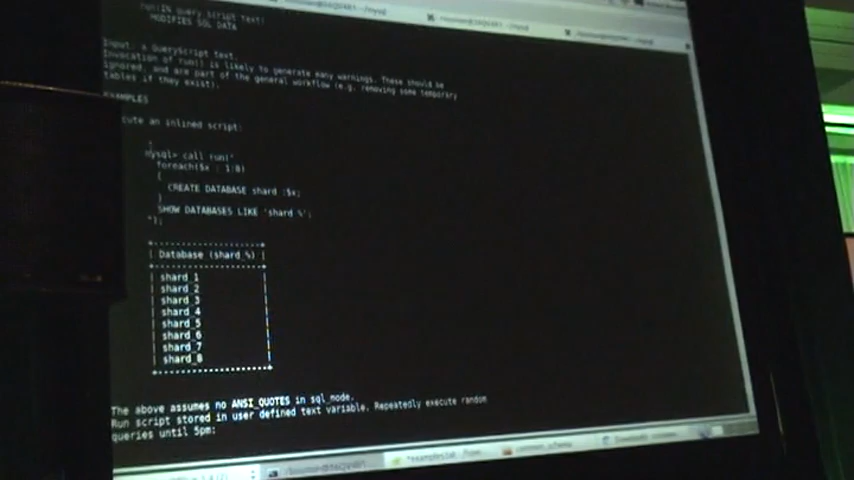 run(IN query_script text)
MODIFIES SQL DATA
Input: A QueryScript text.
Invocation of run() is likely to generate many warnings. These should be
ignored, and are part of the general workflow (e.g. removing some temporary
tables if they exist).
EXAMPLES
cute an inlined script:
mysql> call run("
foreach($x : 1:8)
{
CREATE DATABASE shard_:$x;
}
SHOW DATABASES LIKE 'shard_%';
");
Database (shard_%)
shard_1
shard_2
shard_3
shard_4
shard_5
shard_6
shard_7
shard_8
The above assumes no ANSI_QUOTES in sql_mode.
Run script stored in user defined text variable. Repeatedly execute random
queries until 5pm:
common_schema